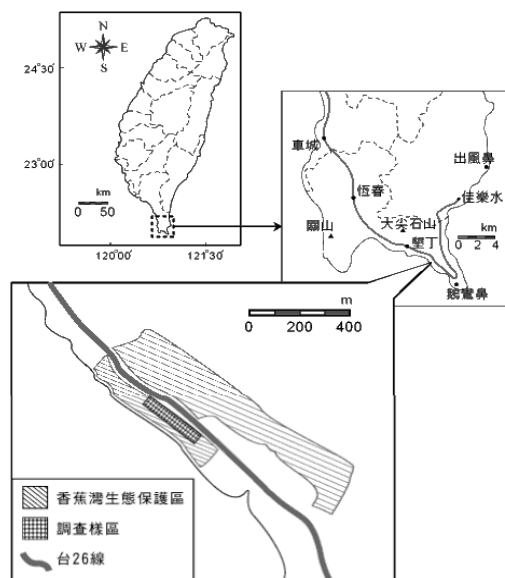 N
W E
S
24°30'
23°00'
km
0 50
120°00' 121°30'
車城
出風鼻
恆春
佳樂水
關山
大尖石山
km
0 2 4
墾丁
鵝鸞鼻
m
0 200 400
香蕉灣生態保護區
調查樣區
台26線